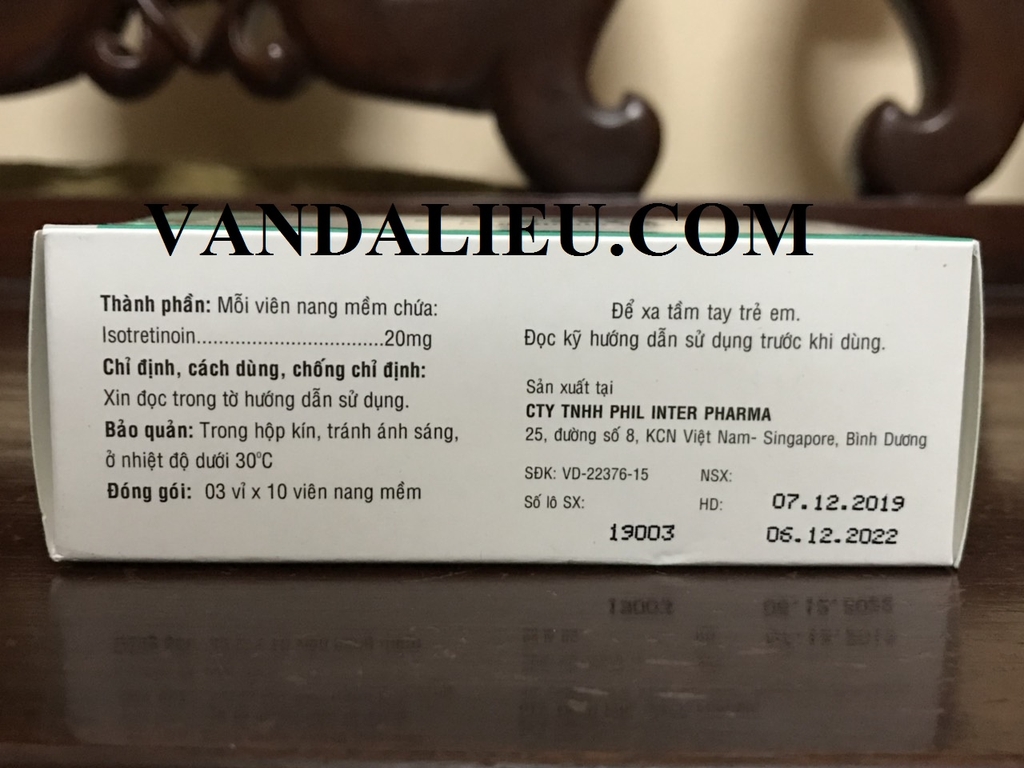 VANDALIEU.COM
Thành phần: Mỗi viên nang mềm chứa:
Isotretinoin..................................20mg
Chỉ định, cách dùng, chống chỉ định:
Xin đọc trong tờ hướng dẫn sử dụng.
Bảo quản: Trong hộp kín, tránh ánh sáng,
ở nhiệt độ dưới 30°C
Đóng gói: 03 vỉ x 10 viên nang mềm
Để xa tầm tay trẻ em.
Đọc kỹ hướng dẫn sử dụng trước khi dùng.
Sản xuất tại
CTY TNHH PHIL INTER PHARMA
25, đường số 8, KCN Việt Nam- Singapore, Bình Dương
SĐK: VD-22376-15 NSX:
Số lô SX: HD: 07.12.2019
19003 06.12.2022